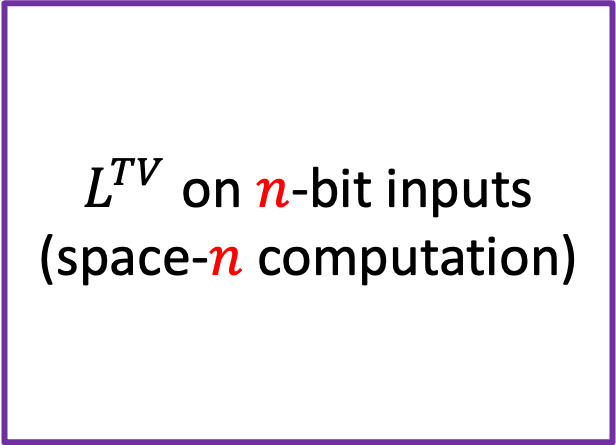 L^{TV} on n-bit inputs
(space-n computation)